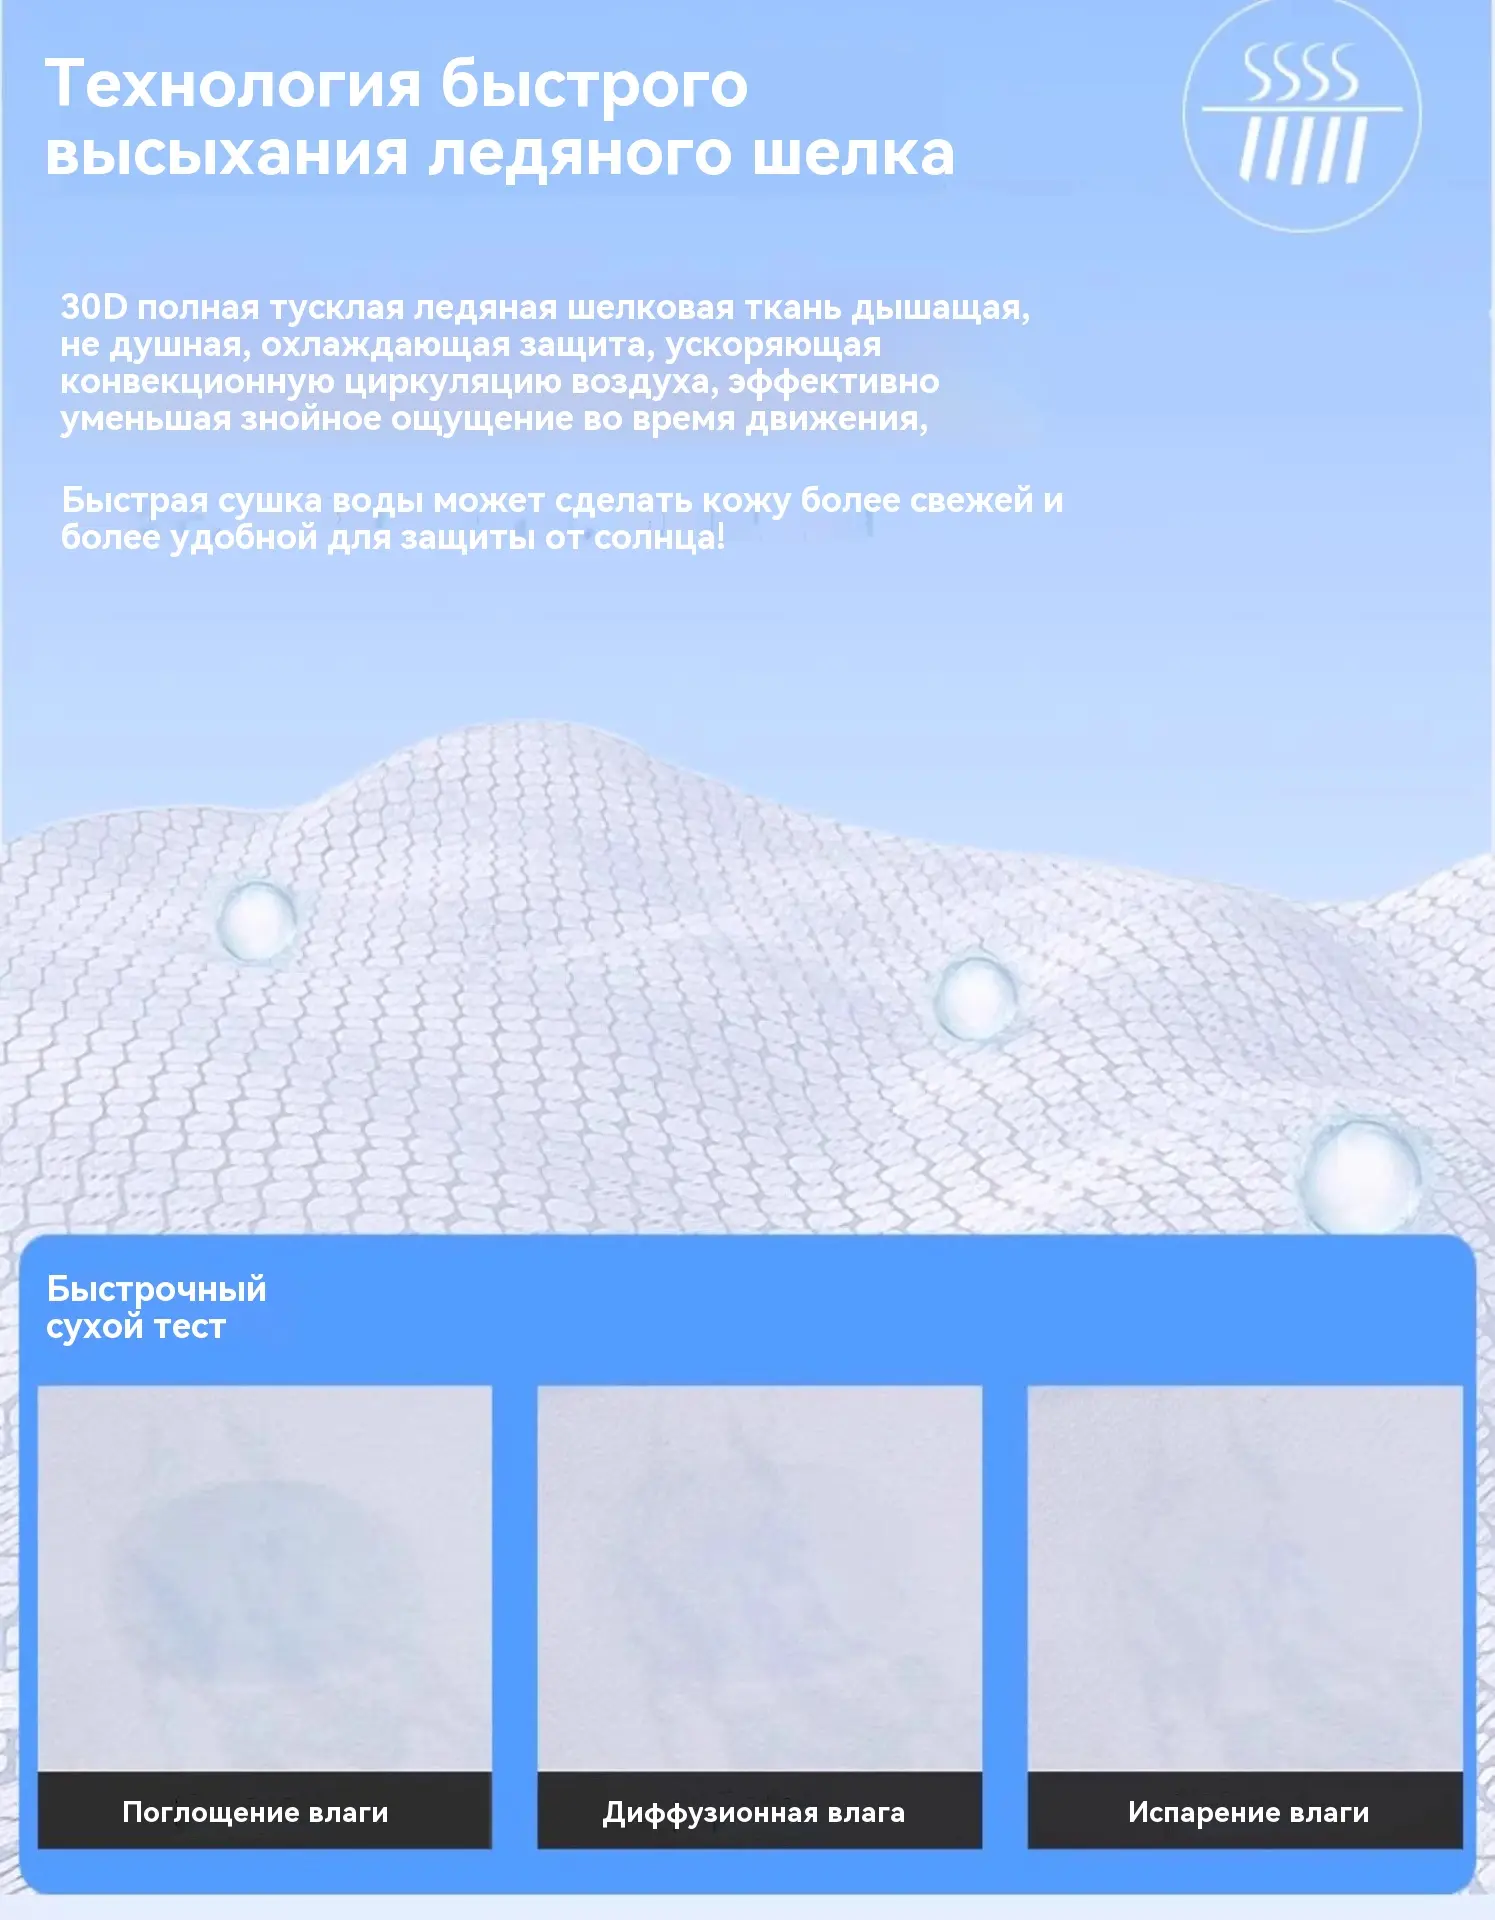 Технология быстрого
высыхания ледяного шелка
30D полная тусклая ледяная шелковая ткань дышащая,
не душная, охлаждающая защита, ускоряющая
конвекционную циркуляцию воздуха, эффективно
уменьшая знойное ощущение во время движения,
Быстрая сушка воды может сделать кожу более свежей и
более удобной для защиты от солнца!
Быстрочный
сухой тест
Поглощение влаги
Диффузионная влага
Испарение влаги